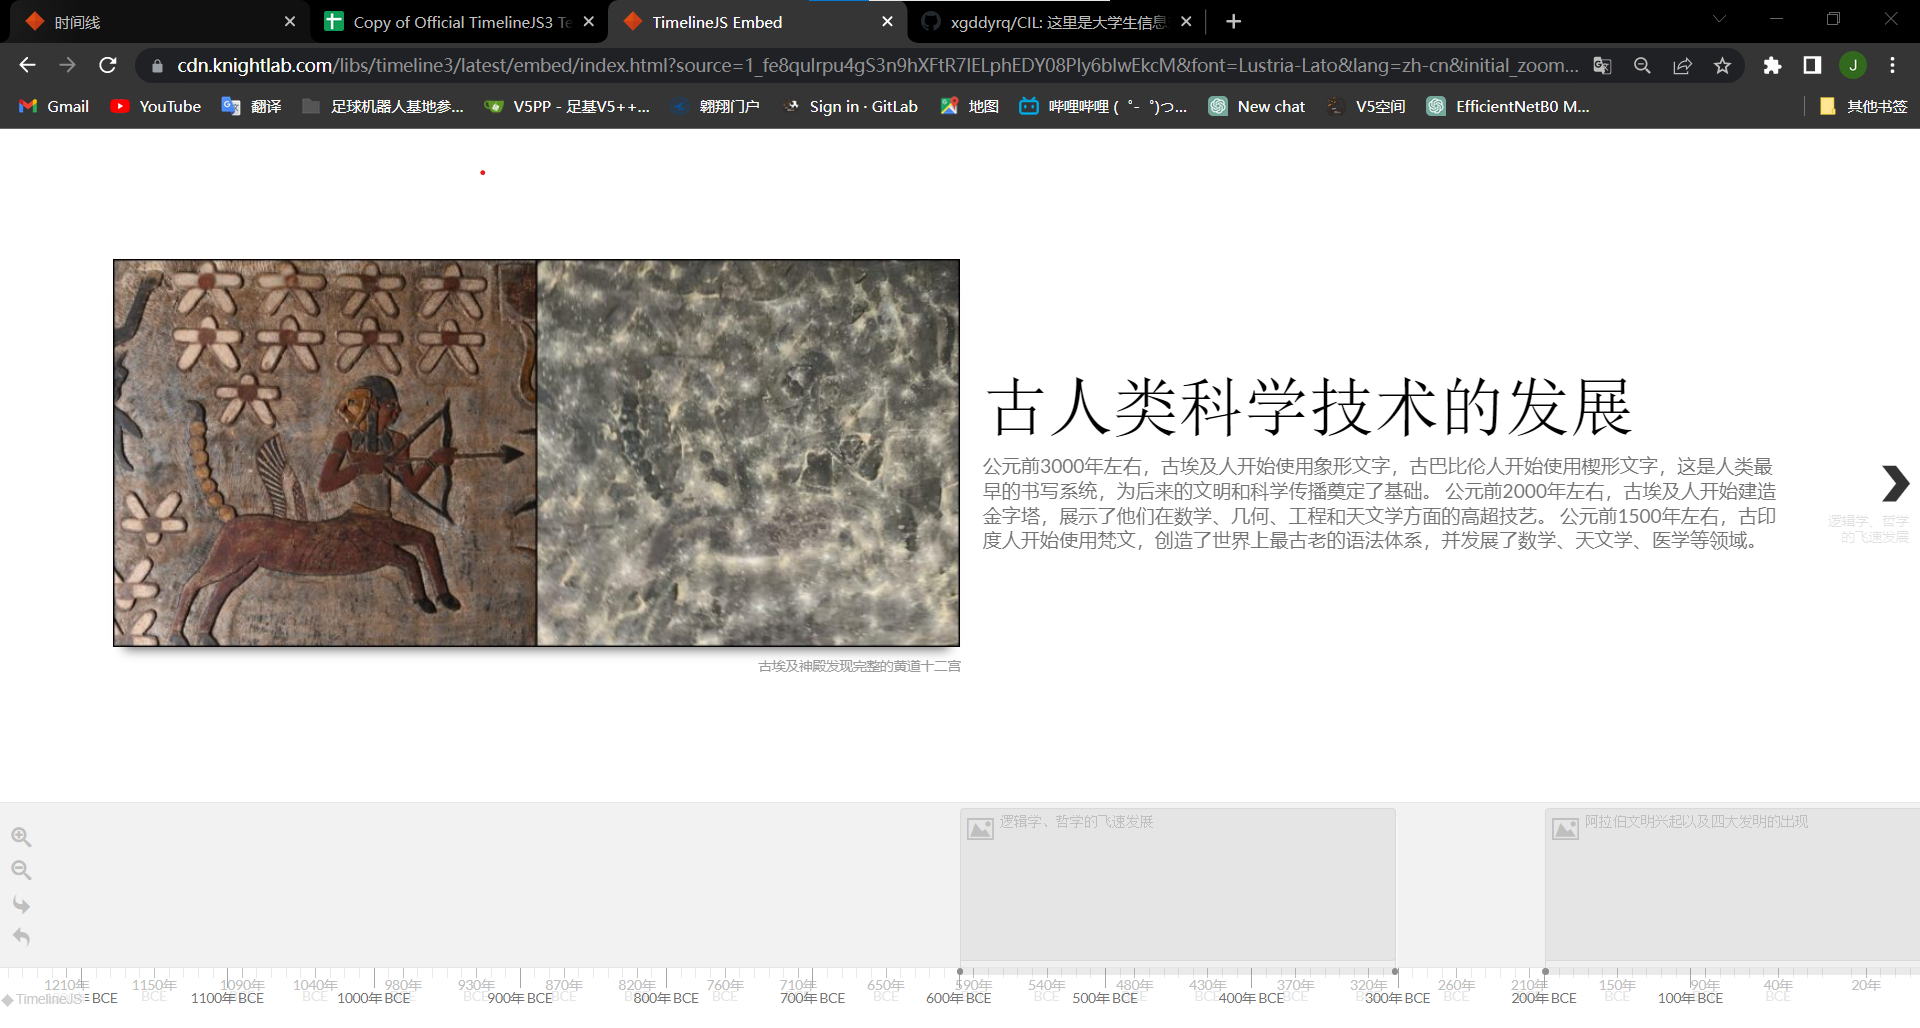 时间线
Copy of Official TimelineJS3 Te
TimelineJS Embed
xgddyrq/CIL: 这里是大学生信息
cdn.knightlab.com/libs/timeline3/latest/embed/index.html?source=1_fe8qulrpu4gS3n9hXFtR7IELphEDY08Ply6bIwEkcM&font=Lustria-Lato&lang=zh-cn&initial_zoom...
J
Gmail
YouTube
翻译
足球机器人基地参...
V5PP - 足基V5++...
翱翔门户
Sign in · GitLab
地图
哔哩哔哩 (゜-゜)つ...
New chat
V5空间
EfficientNetB0 M...
其他书签
古人类科学技术的发展
公元前3000年左右，古埃及人开始使用象形文字，古巴比伦人开始使用楔形文字，这是人类最
早的书写系统，为后来的文明和科学传播奠定了基础。 公元前2000年左右，古埃及人开始建造
金字塔，展示了他们在数学、几何、工程和天文学方面的高超技艺。 公元前1500年左右，古印
度人开始使用梵文，创造了世界上最古老的语法体系，并发展了数学、天文学、医学等领域。
逻辑学、哲学
的飞速发展
古埃及神殿发现完整的黄道十二宫
逻辑学、哲学的飞速发展
阿拉伯文明兴起以及四大发明的出现
1210年 1150年 BCE 1090年 1040年 BCE 980年 930年 BCE 870年 BCE 820年 760年 BCE 710年 650年 BCE 590年 540年 BCE 480年 430年 BCE 370年 BCE 320年 260年 BCE 210年 150年 BCE 90年 40年 BCE 20年
TimelineJS 年 BCE 1100年 BCE 1000年 BCE 900年 BCE 800年 BCE 700年 BCE 600年 BCE 500年 BCE 400年 BCE 300年 BCE 200年 BCE 100年 BCE